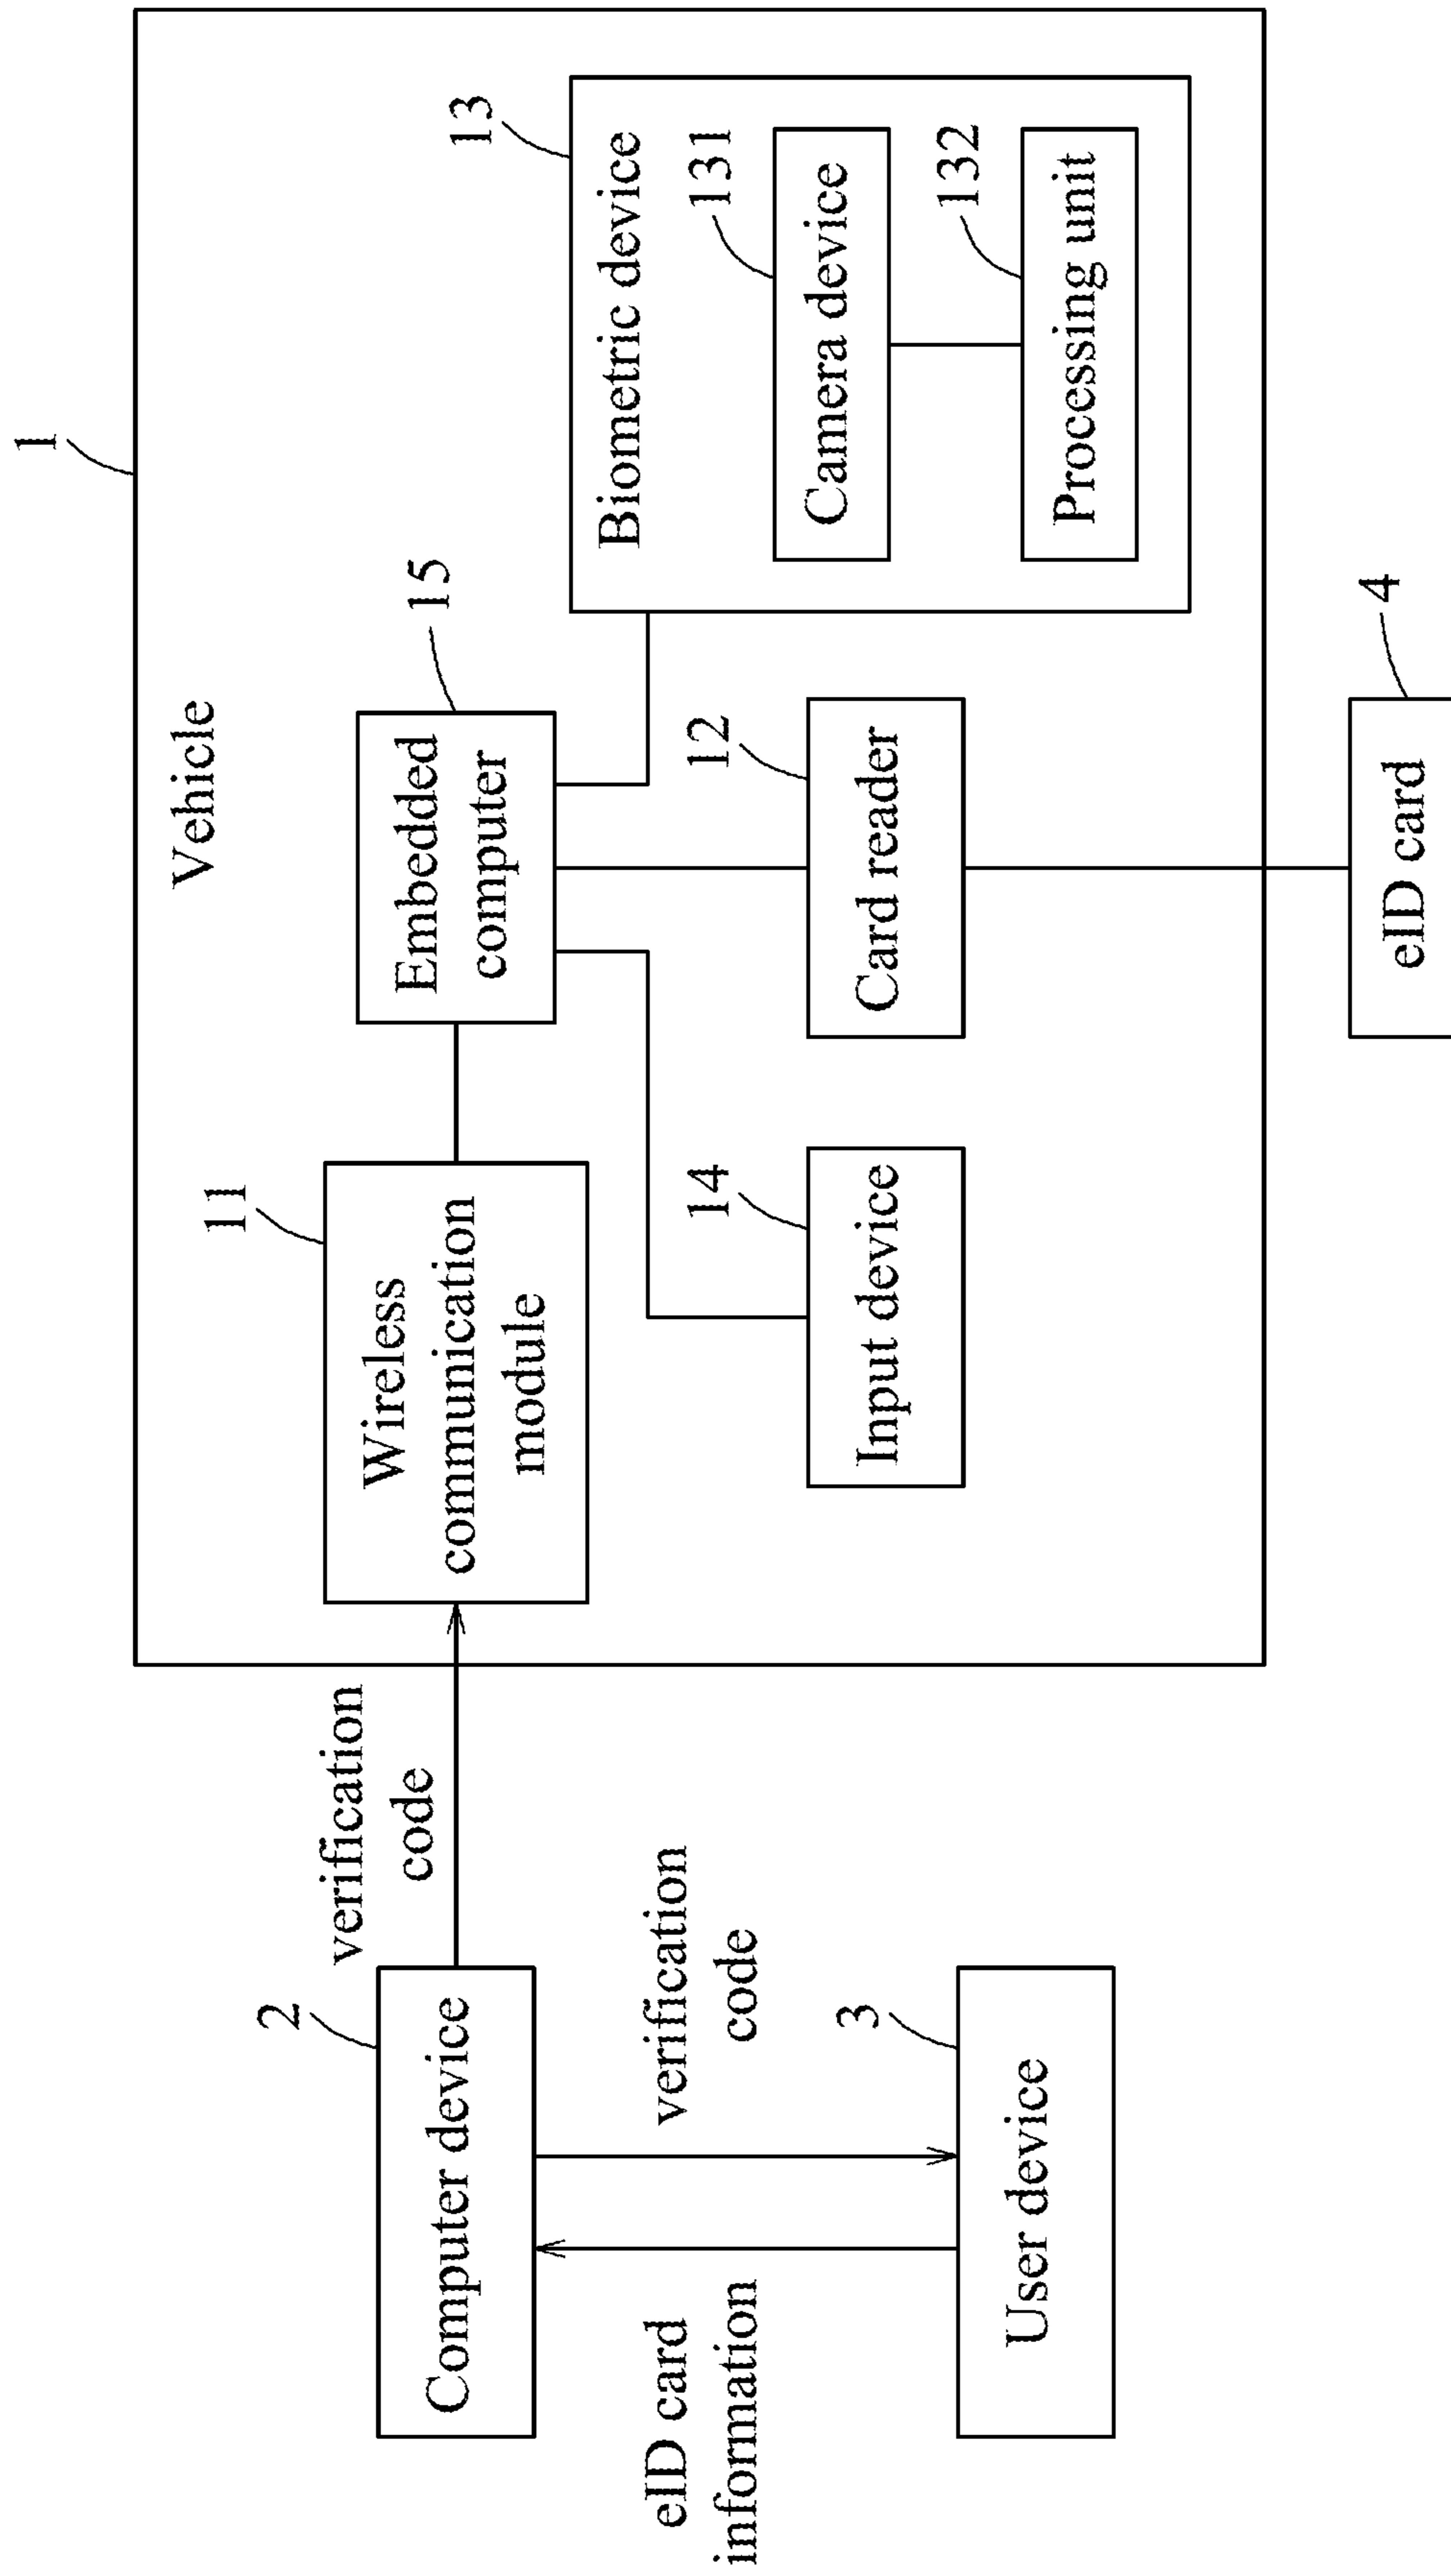 1
Vehicle
11
Wireless
communication
module
15
Embedded
computer
13
Biometric device
131
Camera device
132
Processing unit
14
Input device
12
Card reader
4
eID card
verification
code
2
Computer device
eID card
information
verification
code
3
User device